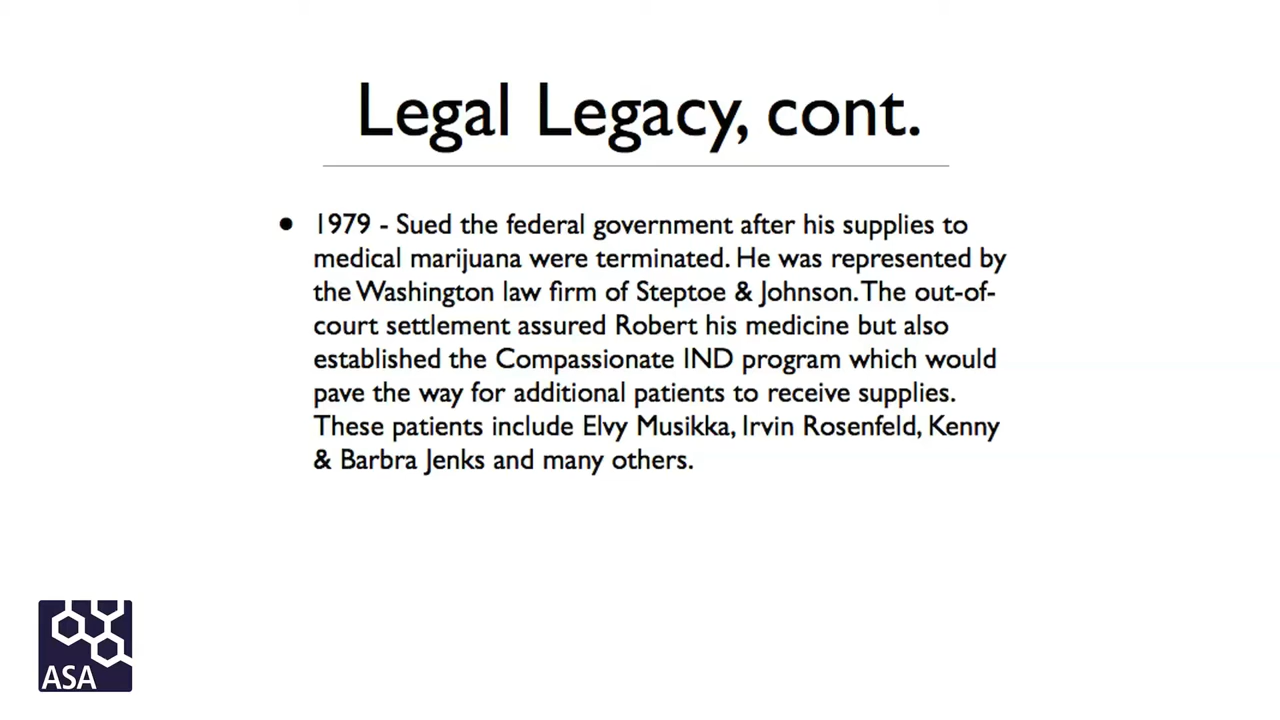 Legal Legacy, cont.
• 1979 - Sued the federal government after his supplies to
medical marijuana were terminated. He was represented by
the Washington law firm of Steptoe & Johnson. The out-of-
court settlement assured Robert his medicine but also
established the Compassionate IND program which would
pave the way for additional patients to receive supplies.
These patients include Elvy Musikka, Irvin Rosenfeld, Kenny
& Barbra Jenks and many others.
ASA